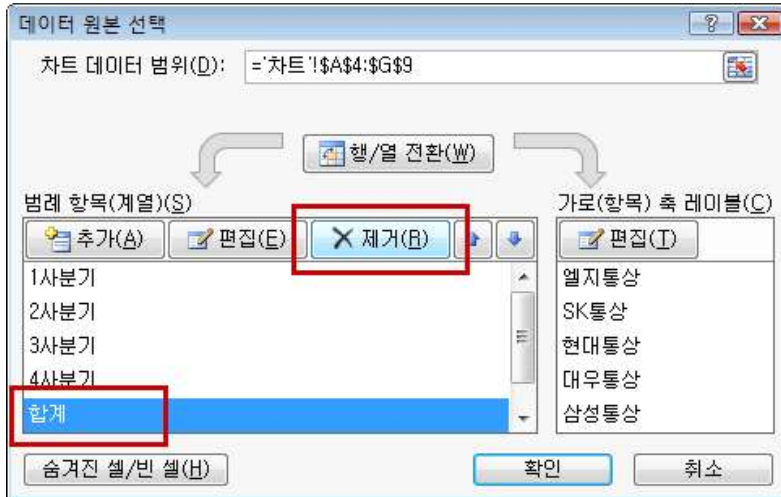 데이터 원본 선택
차트 데이터 범위(D): ='차트'!$A$4:$G$9
행/열 전환(W)
범례 항목(계열)(S)
가로(항목) 축 레이블(C)
추가(A) 편집(E) 제거(R)
편집(T)
1사분기
2사분기
3사분기
4사분기
합계
엘지통상
SK통상
현대통상
대우통상
삼성통상
숨겨진 셀/빈 셀(H)
확인
취소